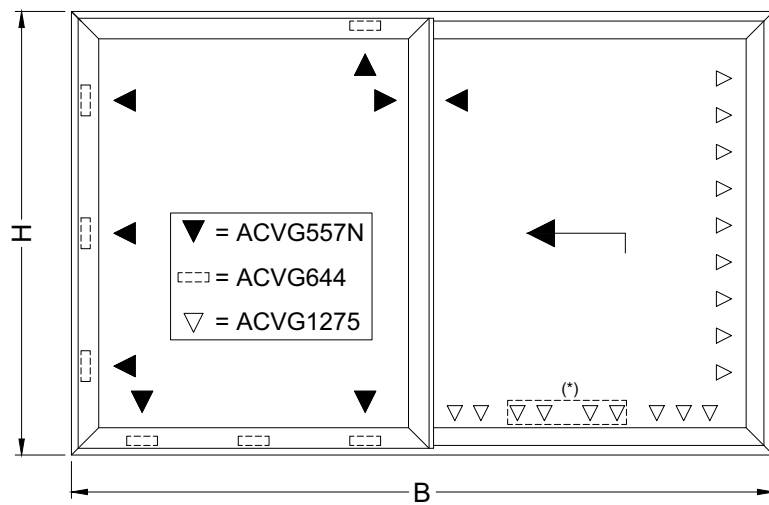 H
= ACVG557N
= ACVG644
= ACVG1275
(*)
B